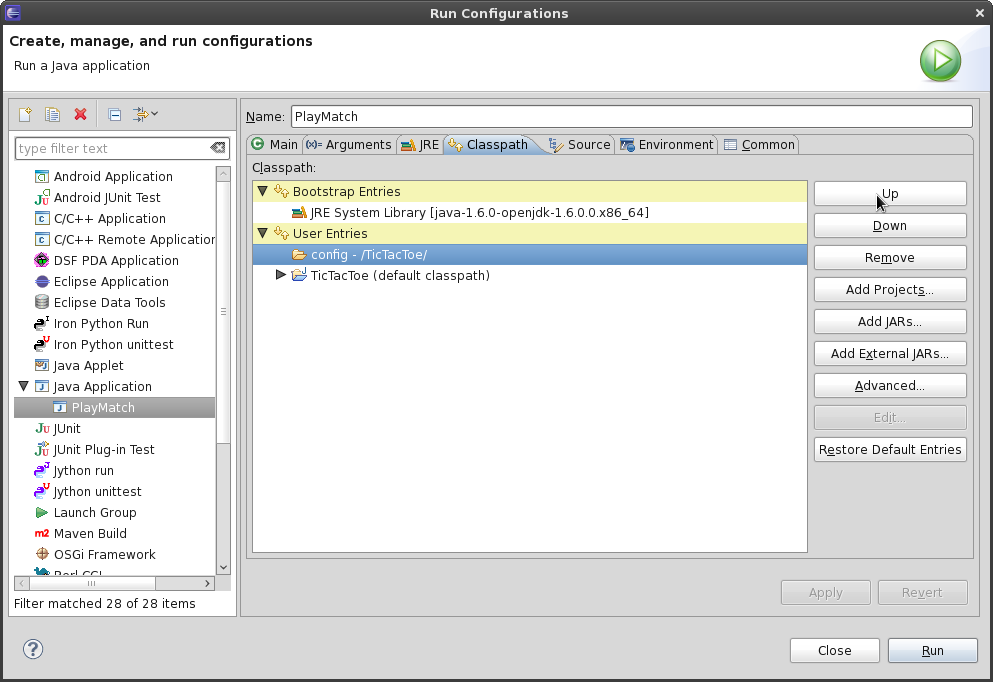 Run Configurations
Create, manage, and run configurations
Run a Java application
type filter text
Android Application
Android JUnit Test
C/C++ Application
C/C++ Remote Application
DSF PDA Application
Eclipse Application
Eclipse Data Tools
Iron Python Run
Iron Python unittest
Java Applet
Java Application
PlayMatch
JUnit
JUnit Plug-in Test
Jython run
Jython unittest
Launch Group
Maven Build
OSGi Framework
Filter matched 28 of 28 items
Name: PlayMatch
Main Arguments JRE Classpath Source Environment Common
Classpath:
Bootstrap Entries
JRE System Library [java-1.6.0-openjdk-1.6.0.0.x86_64]
User Entries
config - /TicTacToe/
TicTacToe (default classpath)
Up
Down
Remove
Add Projects...
Add JARs...
Add External JARs...
Advanced...
Edit...
Restore Default Entries
Apply Revert
Close Run